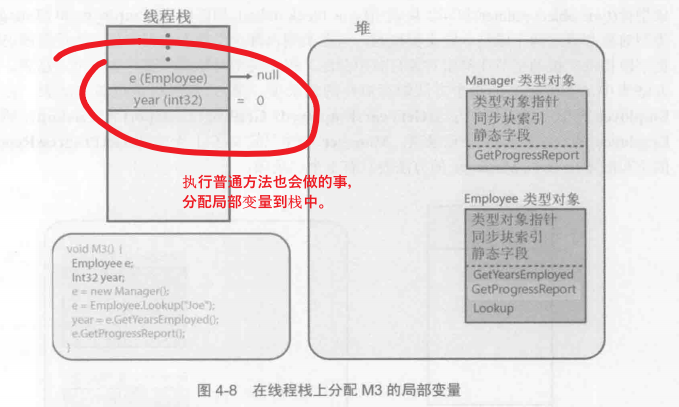 线程栈
堆
e (Employee)
null
year (int32)
= 0
执行普通方法也会做的事,
分配局部变量到栈中。
Manager 类型对象
类型对象指针
同步块索引
静态字段
GetProgressReport
Employee 类型对象
类型对象指针
同步块索引
静态字段
GetYearsEmployed
GetProgressReport
Lookup
void M3() {
Employee e;
Int32 year;
e = new Manager();
e = Employee.Lookup("Joe");
year = e.GetYearsEmployed();
e.GetProgressReport();
}
图 4-8 在线程栈上分配 M3 的局部变量